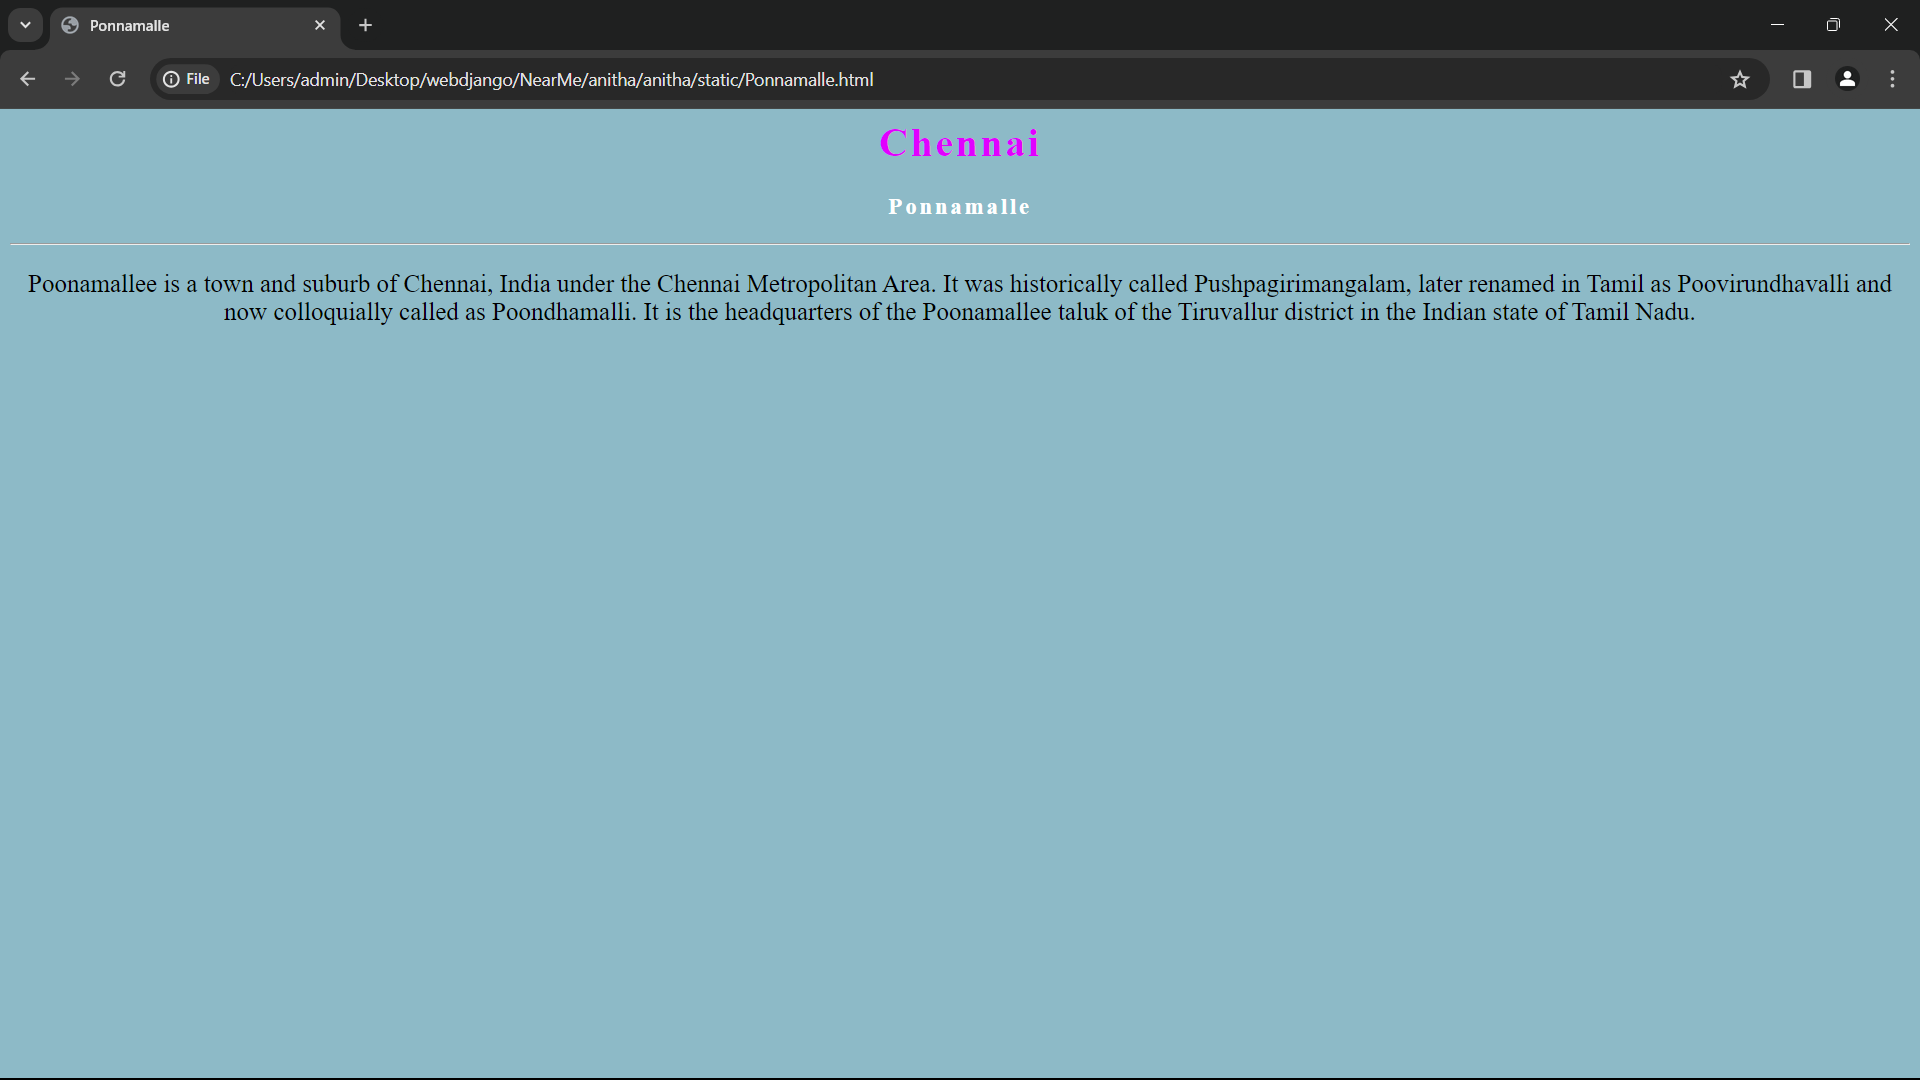 Ponnamalle
File C:/Users/admin/Desktop/webdjango/NearMe/anitha/anitha/static/Ponnamalle.html
Chennai
Ponnamalle
Poonamallee is a town and suburb of Chennai, India under the Chennai Metropolitan Area. It was historically called Pushpagirimangalam, later renamed in Tamil as Poovirundhavalli and
now colloquially called as Poondhamalli. It is the headquarters of the Poonamallee taluk of the Tiruvallur district in the Indian state of Tamil Nadu.